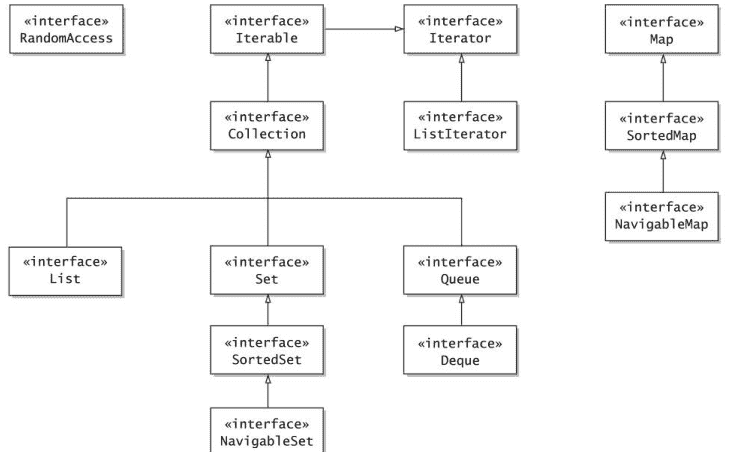 «interface»
RandomAccess
«interface»
Iterable
«interface»
Iterator
«interface»
Map
«interface»
Collection
«interface»
ListIterator
«interface»
SortedMap
«interface»
NavigableMap
«interface»
List
«interface»
Set
«interface»
Queue
«interface»
SortedSet
«interface»
Deque
«interface»
NavigableSet